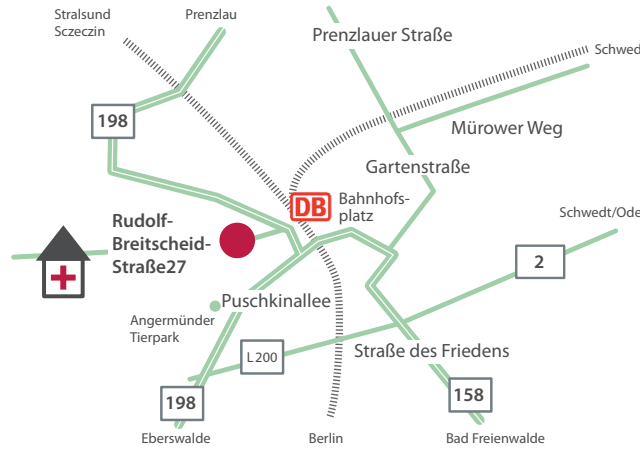 Stralsund
Sczeczin
Prenzlau
Prenzlauer Straße
Schwed
198
Mürower Weg
Gartenstraße
DB
Bahnhofs-
platz
Rudolf-
Breitscheid-
Straße27
Schwedt/Ode
2
Puschkinallee
Angermünder
Tierpark
L200
Straße des Friedens
198
158
Eberswalde
Berlin
Bad Freienwalde